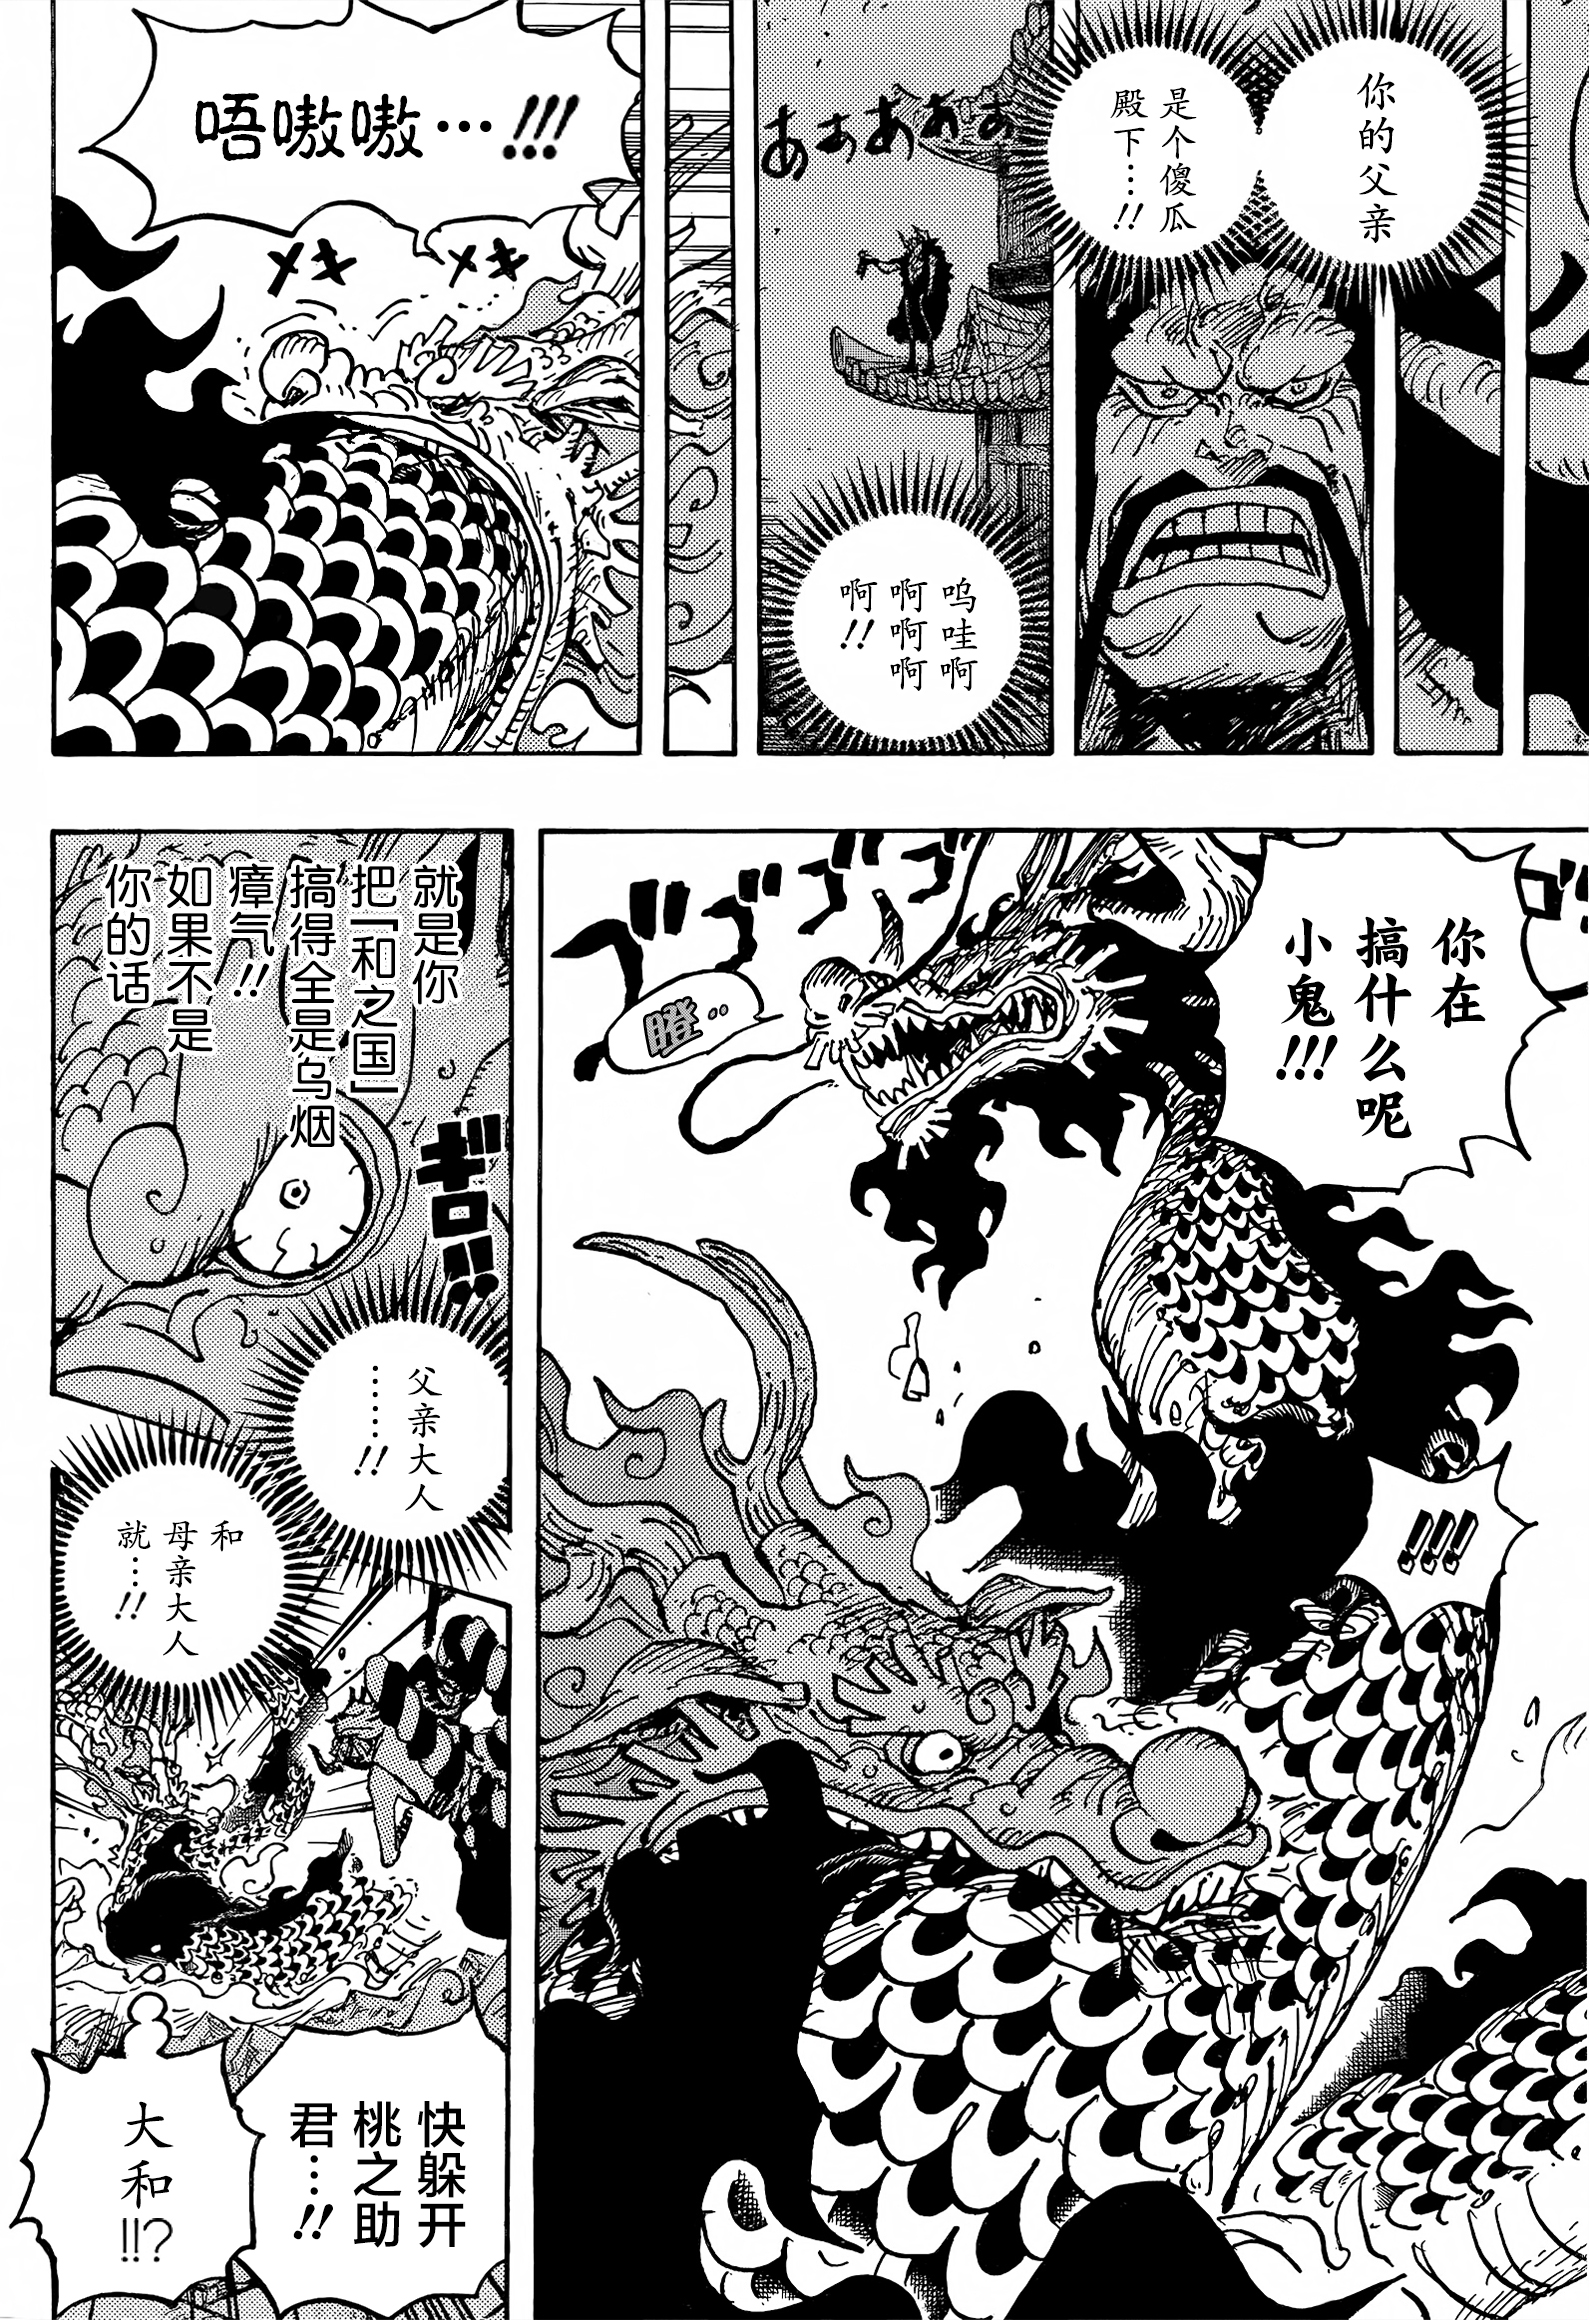 你的父亲
是个傻瓜
殿下…!!
ああああぁ
呜哇啊
啊啊啊
啊!!
唔嗷嗷…!!!
メキ
メキ
你在
搞什么呢
小鬼!!!
ゴゴゴゴ
瞪··
!!!!
就是你
把「和之国」
搞得全是乌烟
瘴气!!
如果不是
你的话
ギロ!!
父亲大人
……!!
和
母亲大人
就…!!
快躲开
桃之助
君…!!
大和!!?